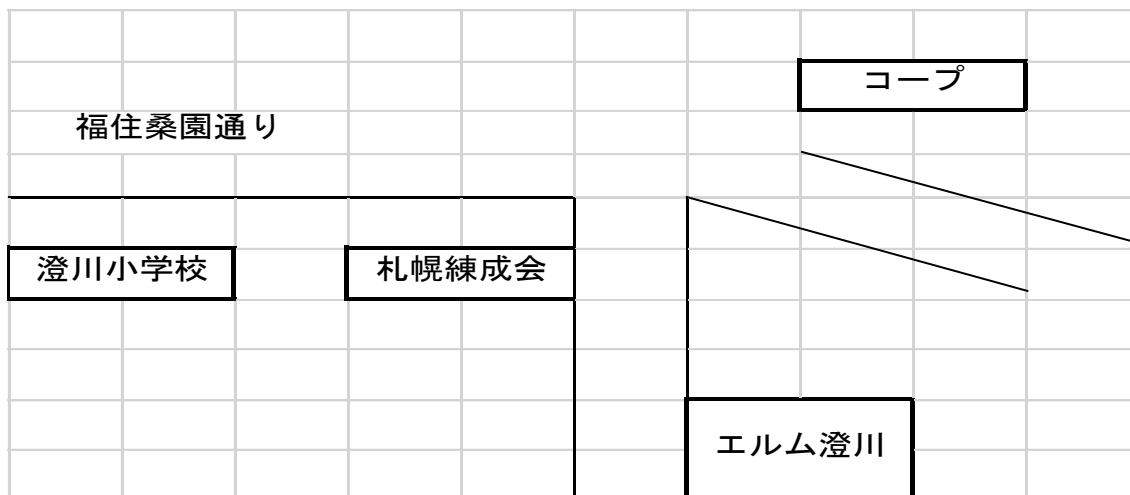 コープ
福住桑園通り
澄川小学校
札幌練成会
エルム澄川